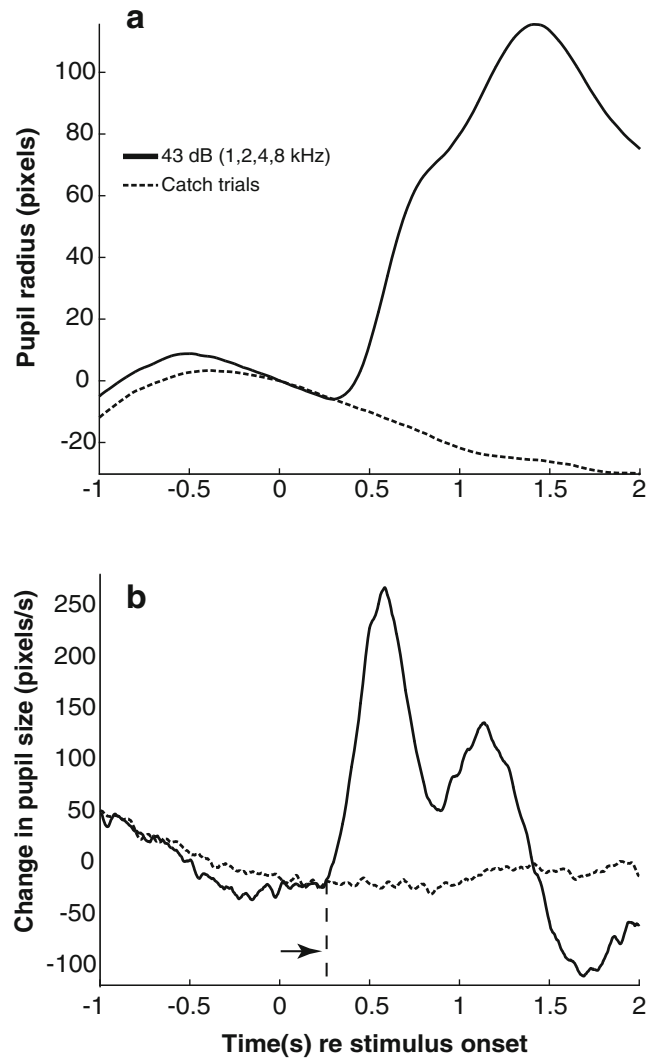 a
Pupil radius (pixels)
100
80
60
40
20
0
-20
43 dB (1,2,4,8 kHz)
Catch trials
-1 -0.5 0 0.5 1 1.5 2
b
Change in pupil size (pixels/s)
250
200
150
100
50
0
-50
-100
-1 -0.5 0 0.5 1 1.5 2
Time(s) re stimulus onset